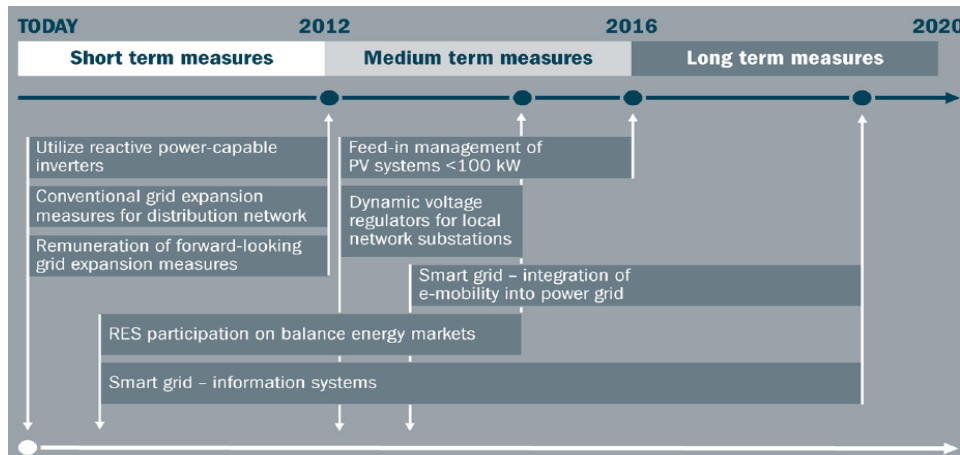 TODAY 2012 2016 2020
Short term measures Medium term measures Long term measures
Utilize reactive power-capable
inverters
Feed-in management of
PV systems <100 kW
Conventional grid expansion
measures for distribution network
Dynamic voltage
regulators for local
network substations
Remuneration of forward-looking
grid expansion measures
Smart grid – integration of
e-mobility into power grid
RES participation on balance energy markets
Smart grid – information systems